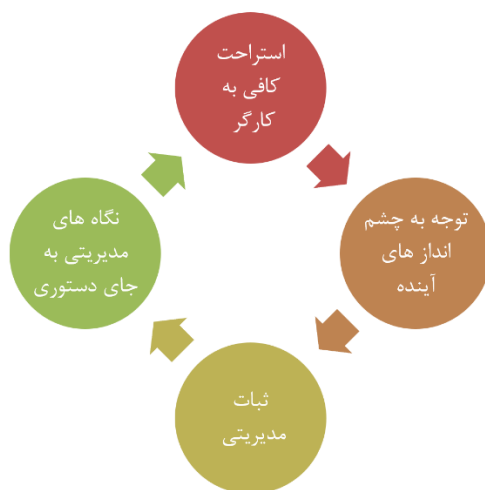 استراحت
کافی به
کارگر
توجه به چشم
انداز های
آینده
ثبات
مدیریتی
نگاه های
مدیریتی به
جای دستوری